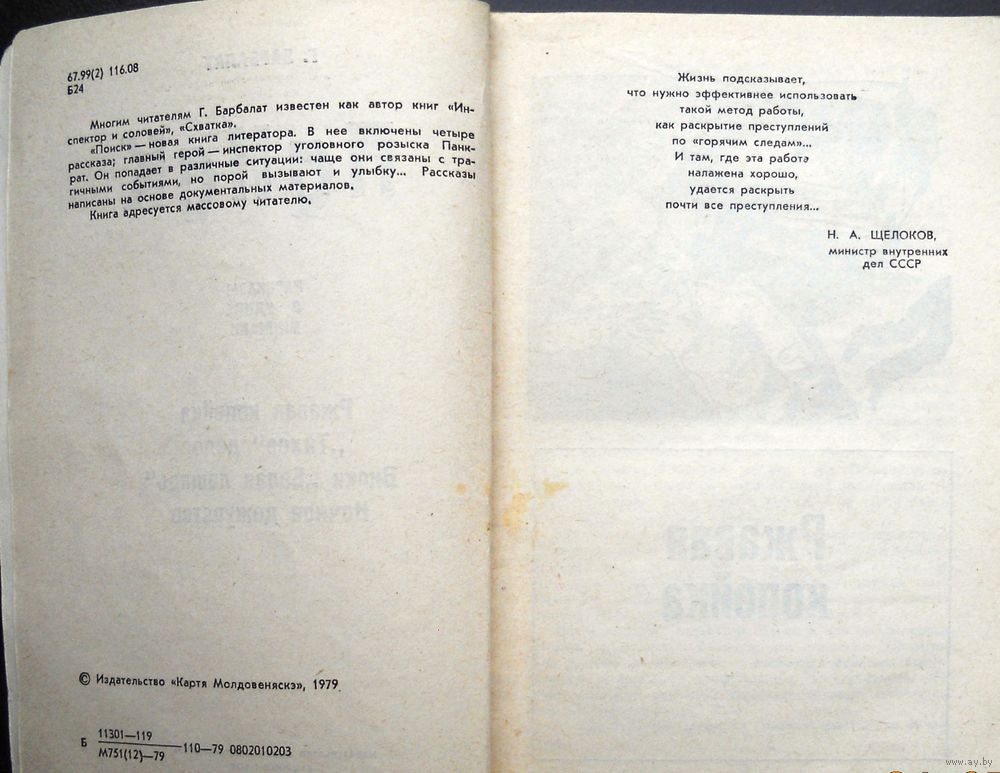 67.99(2) 116.08
Б24
Многим читателям Г. Барбалат известен как автор книг «Ин-
спектор и соловей», «Схватка».
«Поиск» — новая книга литератора. В нее включены четыре
рассказа; главный герой — инспектор уголовного розыска Панк-
рат. Он попадает в различные ситуации: чаще они связаны с тра-
гичными событиями, но порой вызывают и улыбку... Рассказы
написаны на основе документальных материалов.
Книга адресуется массовому читателю.
© Издательство «Картя Молдовеняскэ», 1979
Б 11301—119
М751(12)—79 110—79 0802010203
Жизнь подсказывает,
что нужно эффективнее использовать
такой метод работы,
как раскрытие преступлений
по «горячим следам»...
И там, где эта работа
налажена хорошо,
удается раскрыть
почти все преступления...
Н. А. ЩЕЛОКОВ,
министр внутренних
дел СССР
Ржавая
копейка
www.ay.by